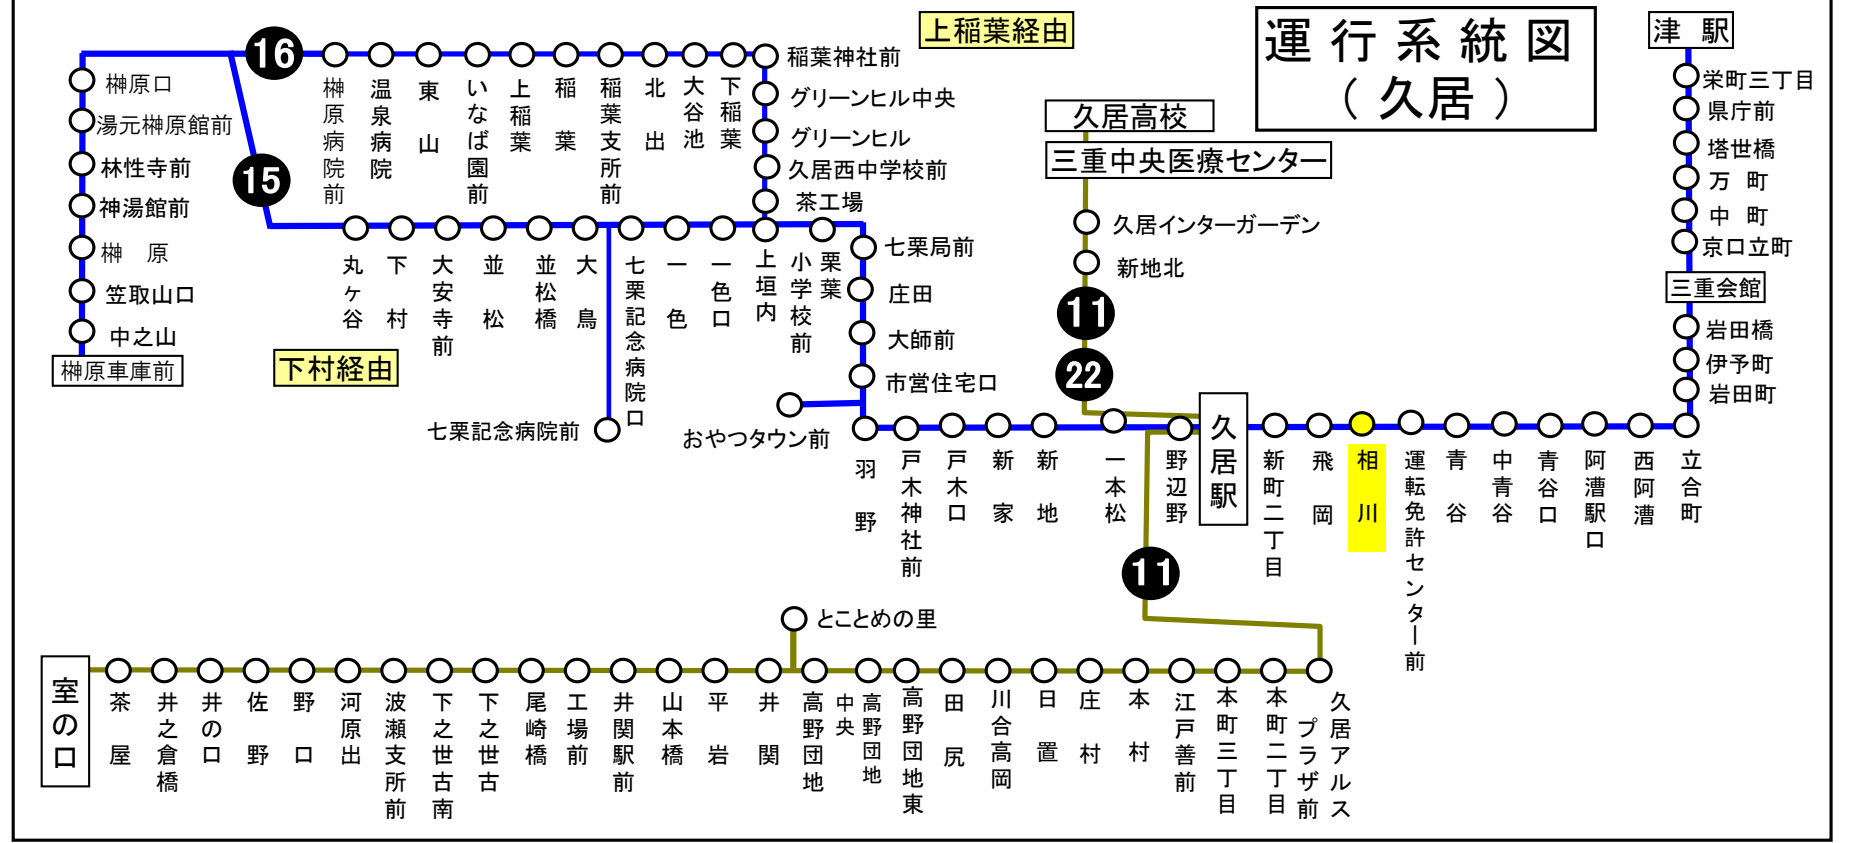 運行系統図
（久居）
上稲葉経由
下村経由
津駅
栄町三丁目
県庁前
塔世橋
万町
中町
京口立町
三重会館
岩田橋
伊予町
岩田町
立合町
西阿漕
阿漕駅口
青谷口
中青谷
青谷
運転免許センター前
相川
飛岡
新町二丁目
久居駅
野辺野
一本松
新地
新家
戸木口
戸木神社前
羽野
おやつタウン前
市営住宅口
大師前
庄田
七栗局前
栗葉
小学校前
上垣内
一色口
一色
七栗記念病院口
七栗記念病院前
大鳥
並松橋
並松
大安寺前
下村
丸ヶ谷
15
16
茶工場
久居西中学校前
グリーンヒル
グリーンヒル中央
稲葉神社前
下稲葉
大谷池
北出
稲葉支所前
稲葉
上稲葉
いなば園前
東山
温泉病院
榊原病院前
榊原口
湯元榊原館前
林性寺前
神湯館前
榊原
笠取山口
中之山
榊原車庫前
久居高校
三重中央医療センター
久居インターガーデン
新地北
11
22
11
久居アルス
プラザ前
本町二丁目
本町三丁目
江戸善前
本村
庄村
日置
川合高岡
田尻
高野団地東
高野団地
中央
高野団地
とことめの里
井関
平岩
山本橋
井関駅前
工場前
尾崎橋
下之世古
下之世古南
波瀬支所前
河原出
野口
佐野
井の口
井之倉橋
茶屋
室の口